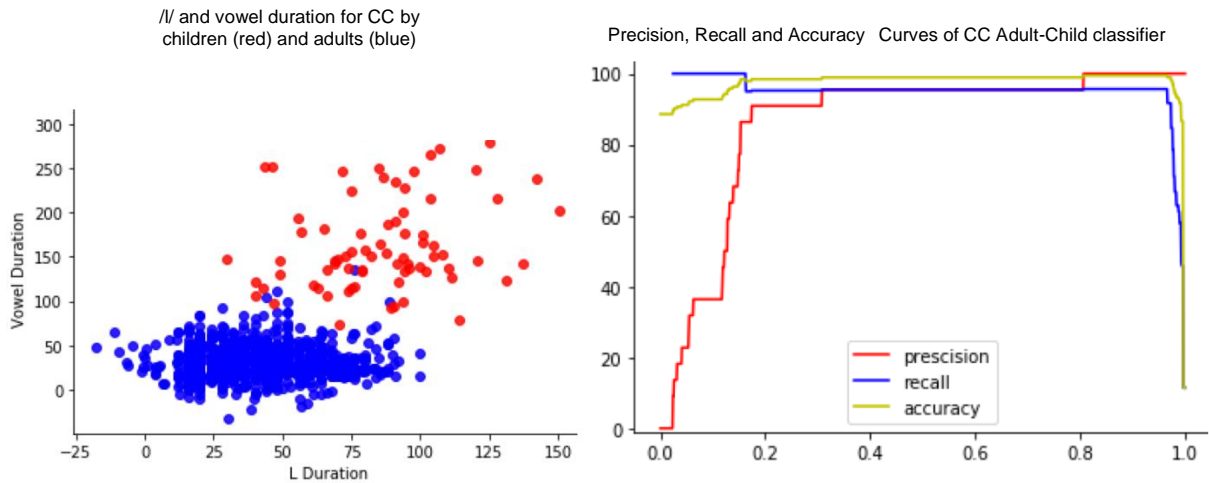 /l/ and vowel duration for CC by
children (red) and adults (blue)
300
250
200
150
100
50
0
Vowel Duration
−25 0 25 50 75 100 125 150
L Duration
Precision, Recall and Accuracy Curves of CC Adult-Child classifier
100
80
60
40
20
0
prescision
recall
accuracy
0.0 0.2 0.4 0.6 0.8 1.0